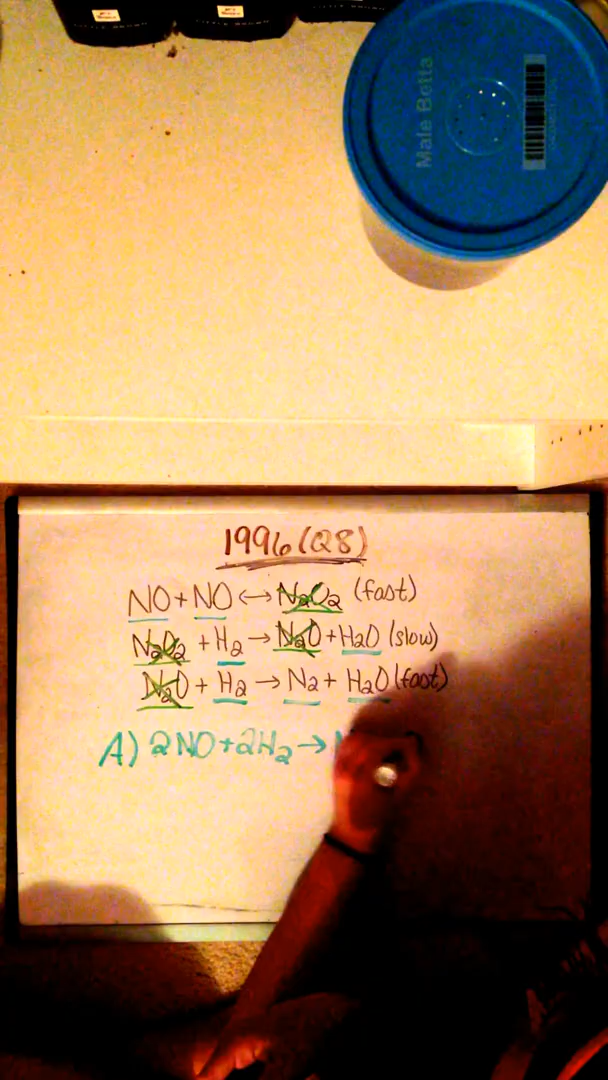 Male Betta
1996 (Q8)
NO + NO ↔ N₂O₂ (fast)
N₂O₂ + H₂ → N₂O + H₂O (slow)
N₂O + H₂ → N₂ + H₂O (fast)
A) 2NO + 2H₂ →